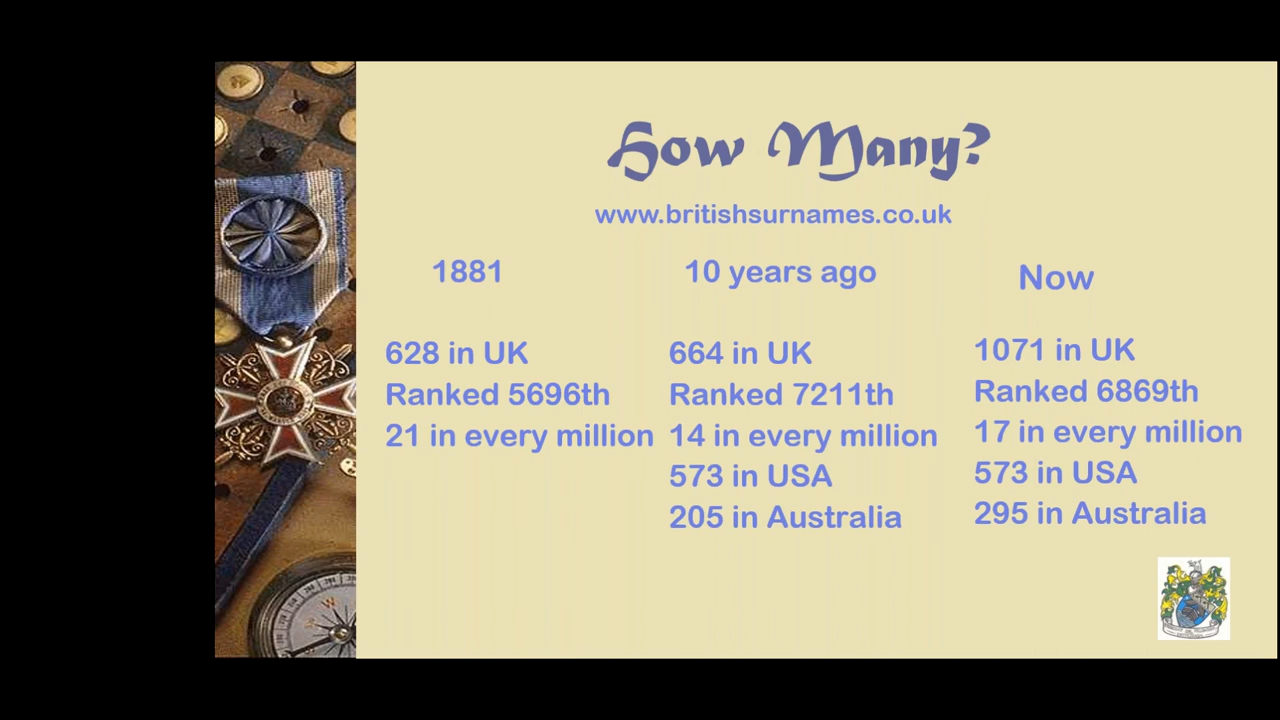 How Many?
www.britishsurnames.co.uk
1881
628 in UK
Ranked 5696th
21 in every million
10 years ago
664 in UK
Ranked 7211th
14 in every million
573 in USA
205 in Australia
Now
1071 in UK
Ranked 6869th
17 in every million
573 in USA
295 in Australia